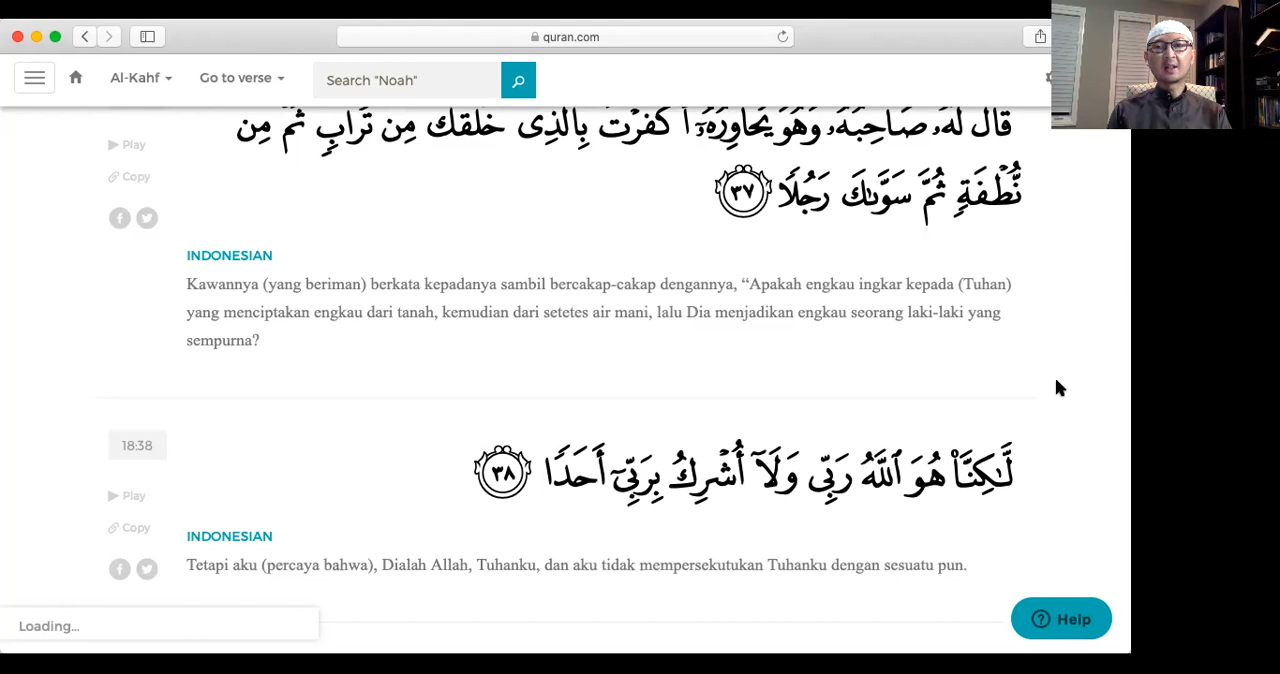 quran.com
Al-Kahf
Go to verse
Search "Noah"
Play
Copy
قَالَ لَهُۥ صَاحِبُهُۥ وَهُوَ يُحَاوِرُهُۥٓ أَكَفَرْتَ بِٱلَّذِى خَلَقَكَ مِن تُرَابٍ ثُمَّ مِن
نُّطْفَةٍ ثُمَّ سَوَّىٰكَ رَجُلًا ٣٧
INDONESIAN
Kawannya (yang beriman) berkata kepadanya sambil bercakap-cakap dengannya, “Apakah engkau ingkar kepada (Tuhan)
yang menciptakan engkau dari tanah, kemudian dari setetes air mani, lalu Dia menjadikan engkau seorang laki-laki yang
sempurna?
18:38
Play
Copy
لَّـٰكِنَّا۠ هُوَ ٱللَّهُ رَبِّى وَلَآ أُشْرِكُ بِرَبِّىٓ أَحَدًا ٣٨
INDONESIAN
Tetapi aku (percaya bahwa), Dialah Allah, Tuhanku, dan aku tidak mempersekutukan Tuhanku dengan sesuatu pun.
Loading...
Help